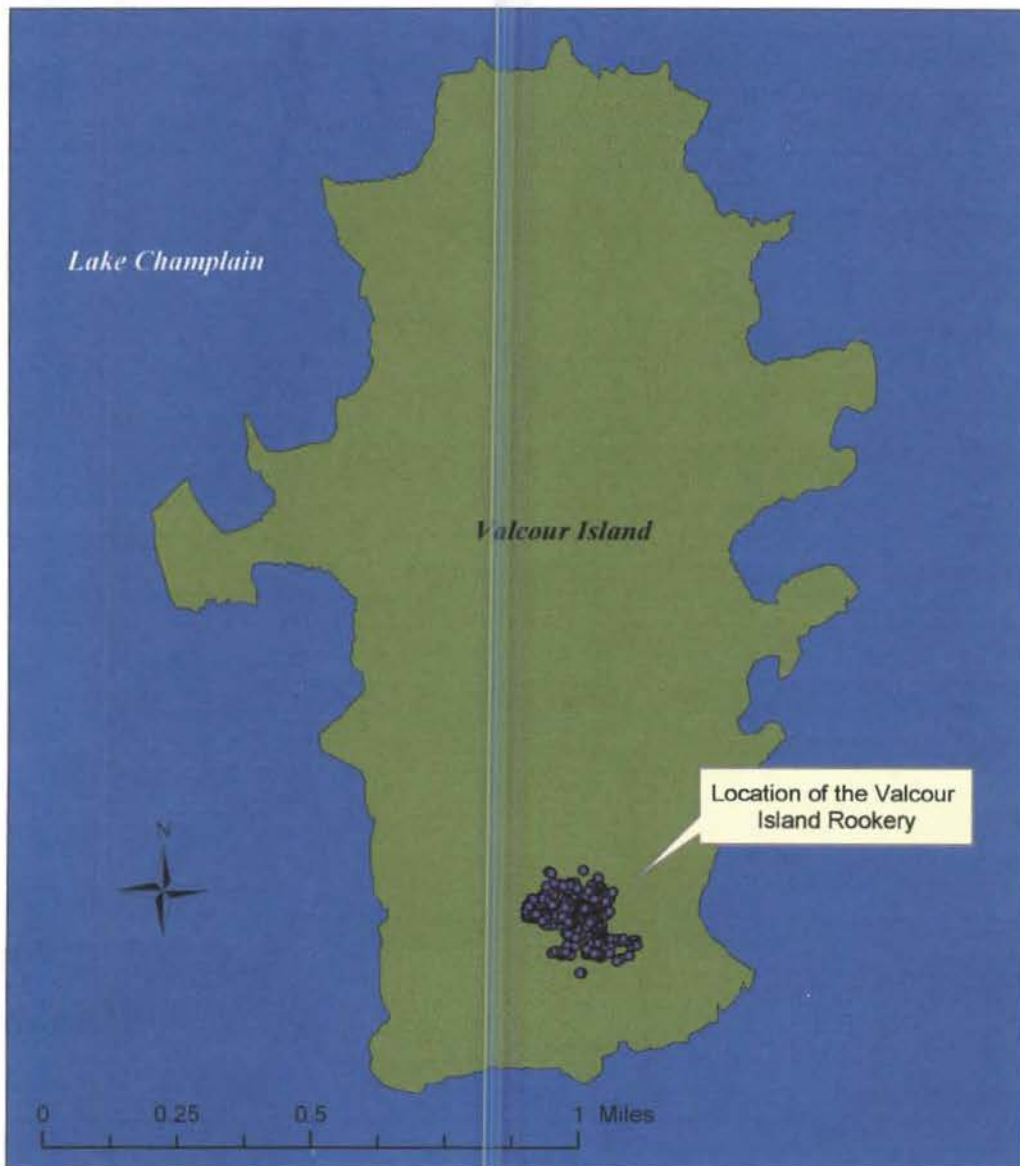 Lake Champlain
Valcour Island
Location of the Valcour
Island Rookery
N
0 0.25 0.5 1 Miles